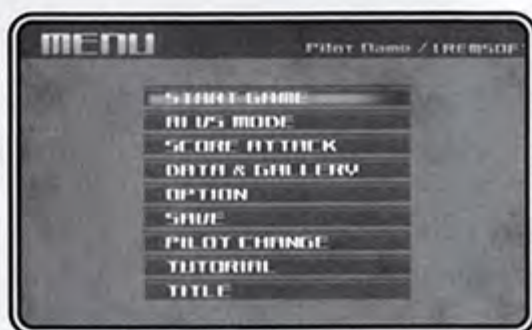 MENU
Pilot Name / IREMSOF
START GAME
AI VS MODE
SCORE ATTACK
DATA & GALLERY
OPTION
SAVE
PILOT CHANGE
TUTORIAL
TITLE